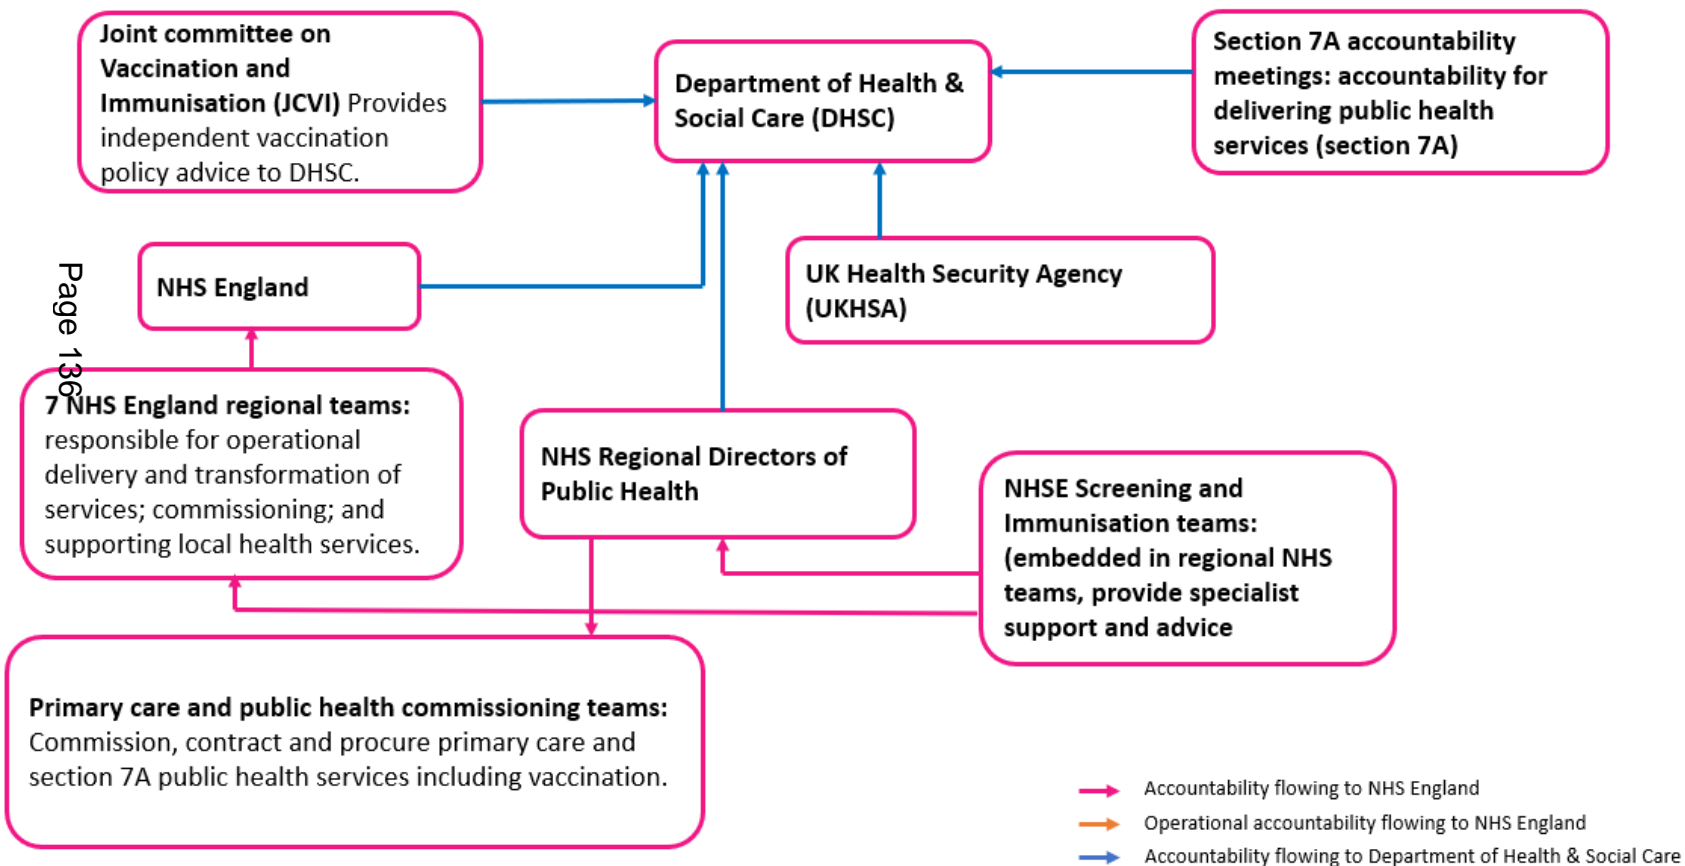 Joint committee on
Vaccination and
Immunisation (JCVI) Provides
independent vaccination
policy advice to DHSC.
Department of Health &
Social Care (DHSC)
Section 7A accountability
meetings: accountability for
delivering public health
services (section 7A)
NHS England
UK Health Security Agency
(UKHSA)
Page 136
7 NHS England regional teams:
responsible for operational
delivery and transformation of
services; commissioning; and
supporting local health services.
NHS Regional Directors of
Public Health
NHSE Screening and
Immunisation teams:
(embedded in regional NHS
teams, provide specialist
support and advice
Primary care and public health commissioning teams:
Commission, contract and procure primary care and
section 7A public health services including vaccination.
Accountability flowing to NHS England
Operational accountability flowing to NHS England
Accountability flowing to Department of Health & Social Care